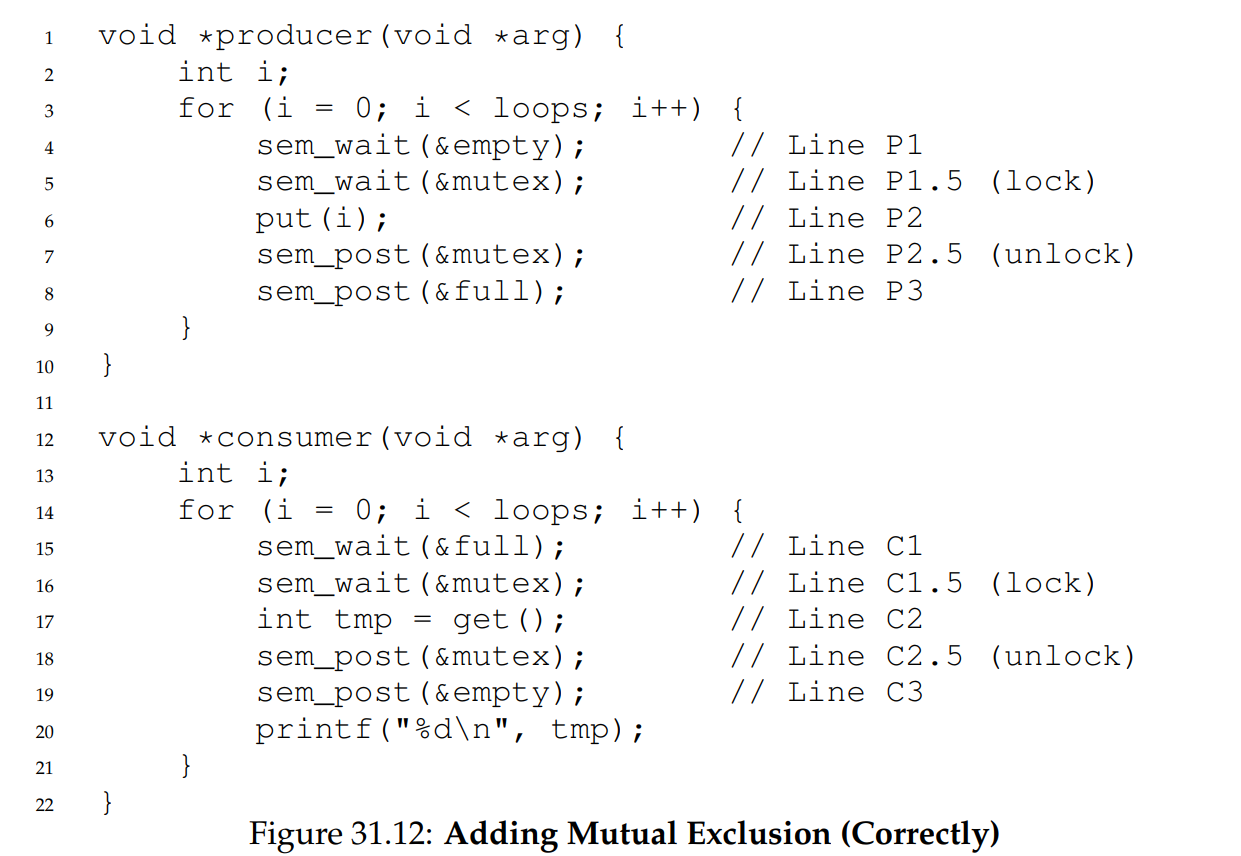 1 void *producer(void *arg) {
2 int i;
3 for (i = 0; i < loops; i++) {
4 sem_wait(&empty); // Line P1
5 sem_wait(&mutex); // Line P1.5 (lock)
6 put(i); // Line P2
7 sem_post(&mutex); // Line P2.5 (unlock)
8 sem_post(&full); // Line P3
9 }
10 }
11
12 void *consumer(void *arg) {
13 int i;
14 for (i = 0; i < loops; i++) {
15 sem_wait(&full); // Line C1
16 sem_wait(&mutex); // Line C1.5 (lock)
17 int tmp = get(); // Line C2
18 sem_post(&mutex); // Line C2.5 (unlock)
19 sem_post(&empty); // Line C3
20 printf("%d\n", tmp);
21 }
22 }
Figure 31.12: Adding Mutual Exclusion (Correctly)